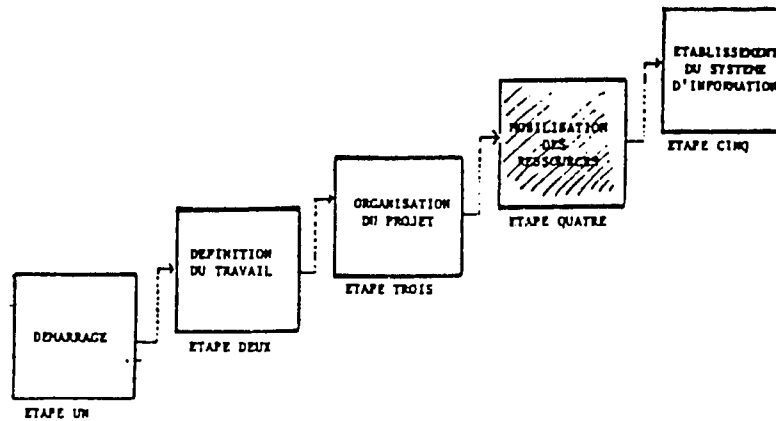 ETABLISSEMENT
DU SYSTEME
D'INFORMATION
ETAPE CINQ
MOBILISATION
DES
RESSOURCES
ETAPE QUATRE
ORGANISATION
DU PROJET
ETAPE TROIS
DEFINITION
DU TRAVAIL
ETAPE DEUX
DEMARRAGE
ETAPE UN